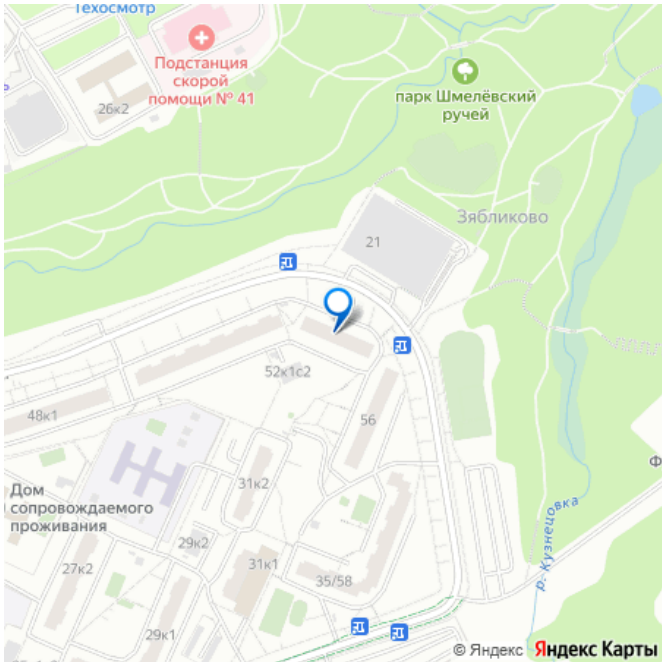 Техосмотр
Подстанция
скорой
помощи № 41
26к2
парк Шмелёвский
ручей
Зябликово
21
52к1с2
48к1
56
31к2
Дом
сопровождаемого
проживания
29к2
27к2
31к1
35/58
29к1
р. Кузнецовка
© Яндекс Яндекс Карты